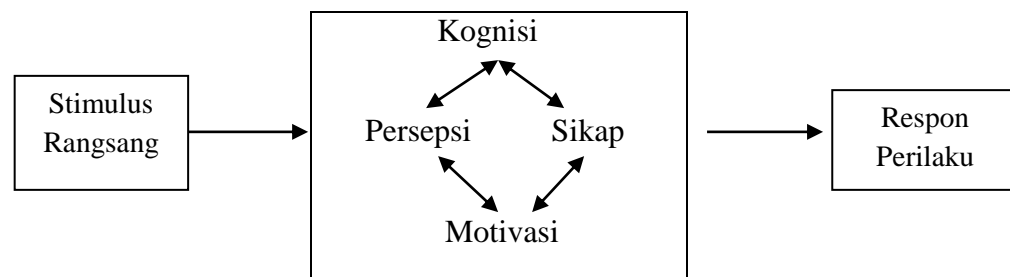 Stimulus
Rangsang
Kognisi
Persepsi
Sikap
Motivasi
Respon
Perilaku